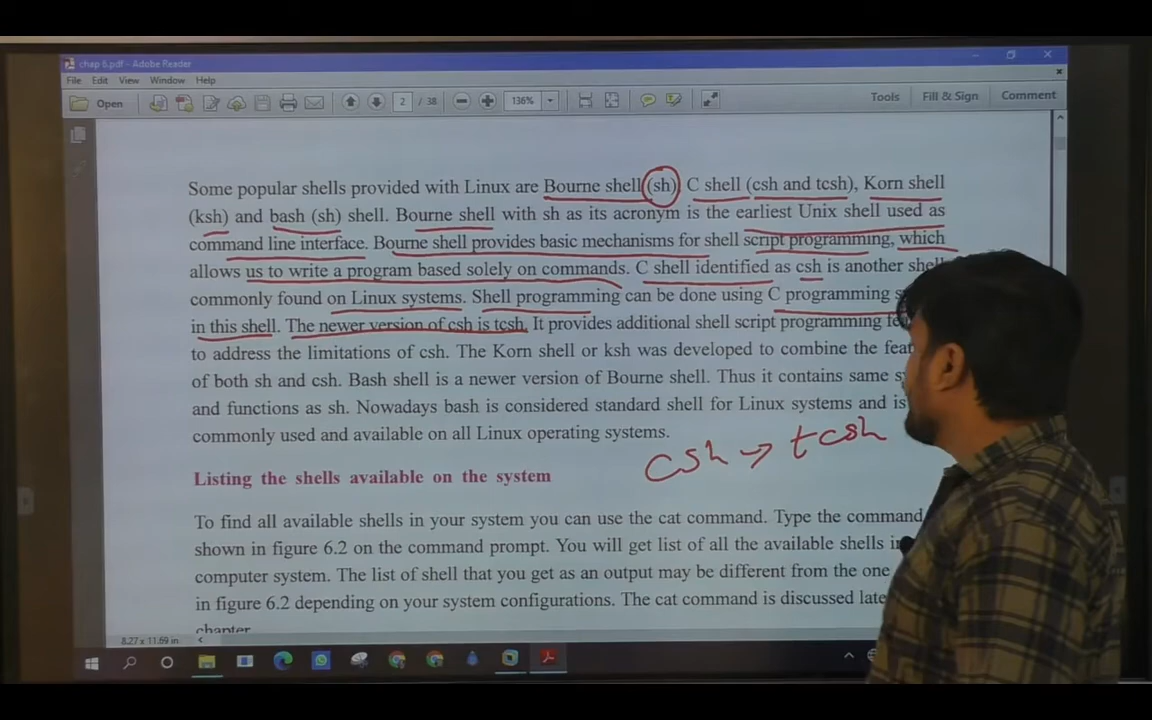 chap 6.pdf - Adobe Reader
File Edit View Window Help
Open 2 / 38 136% Tools Fill & Sign Comment
Some popular shells provided with Linux are Bourne shell (sh), C shell (csh and tcsh), Korn shell
(ksh) and bash (sh) shell. Bourne shell with sh as its acronym is the earliest Unix shell used as
command line interface. Bourne shell provides basic mechanisms for shell script programming, which
allows us to write a program based solely on commands. C shell identified as csh is another shell
commonly found on Linux systems. Shell programming can be done using C programming
in this shell. The newer version of csh is tcsh. It provides additional shell script programming
to address the limitations of csh. The Korn shell or ksh was developed to combine the
of both sh and csh. Bash shell is a newer version of Bourne shell. Thus it contains same
and functions as sh. Nowadays bash is considered standard shell for Linux systems and is
commonly used and available on all Linux operating systems.
csh → tcsh
Listing the shells available on the system
To find all available shells in your system you can use the cat command. Type the command
shown in figure 6.2 on the command prompt. You will get list of all the available shells
computer system. The list of shell that you get as an output may be different from the one
in figure 6.2 depending on your system configurations. The cat command is discussed
chapter
8.27 x 11.69 in